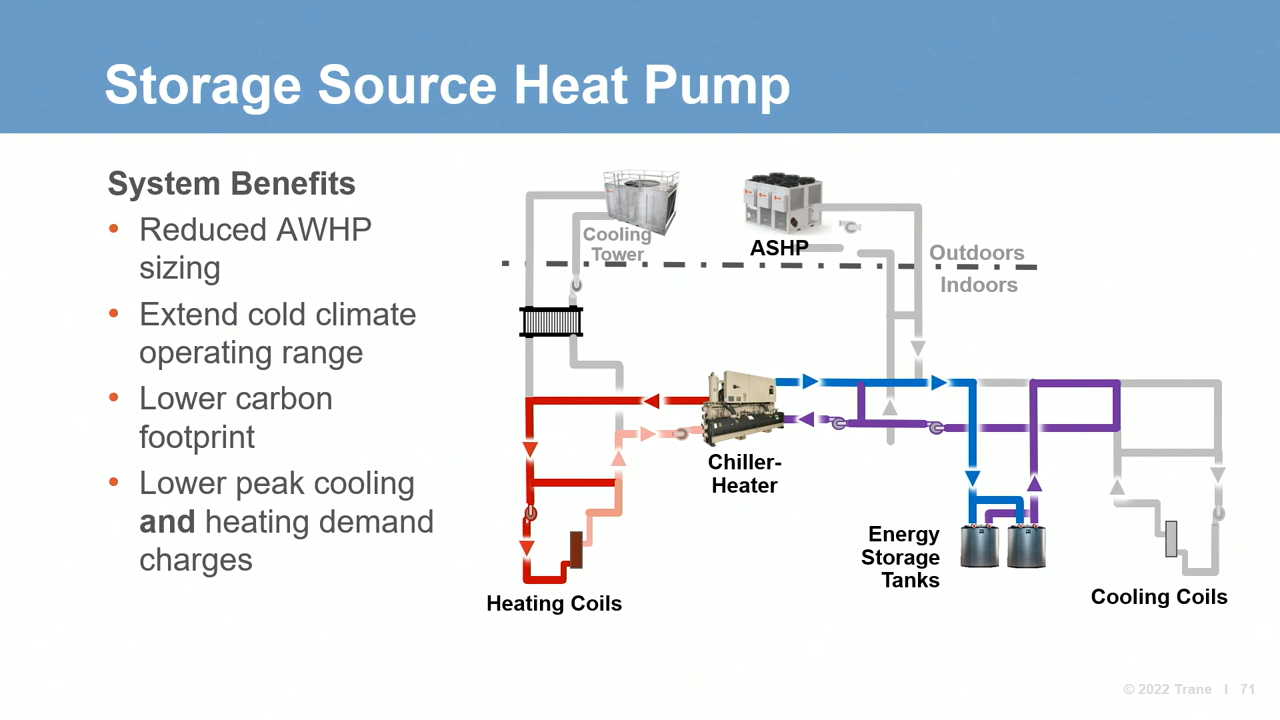 Storage Source Heat Pump
System Benefits
• Reduced AWHP
sizing
• Extend cold climate
operating range
• Lower carbon
footprint
• Lower peak cooling
and heating demand
charges
Cooling
Tower
ASHP
Outdoors
Indoors
Chiller-
Heater
Energy
Storage
Tanks
Heating Coils
Cooling Coils
© 2022 Trane I 71